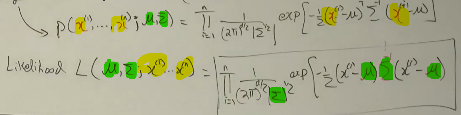 p(x⁽¹⁾, ..., x⁽ⁿ⁾; μ, Σ) = ∏ᵢ₌₁ⁿ 1/((2π)^(d/2) |Σ|^(1/2)) exp[-½(x⁽ⁱ⁾-μ)ᵀ Σ⁻¹ (x⁽ⁱ⁾-μ)]
Likelihood L(μ, Σ; x⁽¹⁾ ... xⁿ) = ∏ᵢ₌₁ⁿ 1/((2π)^(d/2) |Σ|^(1/2)) exp[-½(x⁽ⁱ⁾-μ) Σ⁻¹ (x⁽ⁱ⁾-μ)